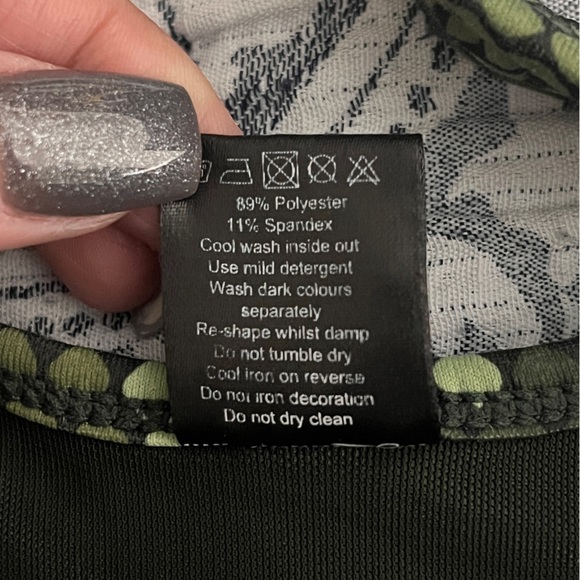 89% Polyester
11% Spandex
Cool wash inside out
Use mild detergent
Wash dark colours
separately
Re-shape whilst damp
Do not tumble dry
Cool iron on reverse
Do not iron decoration
Do not dry clean